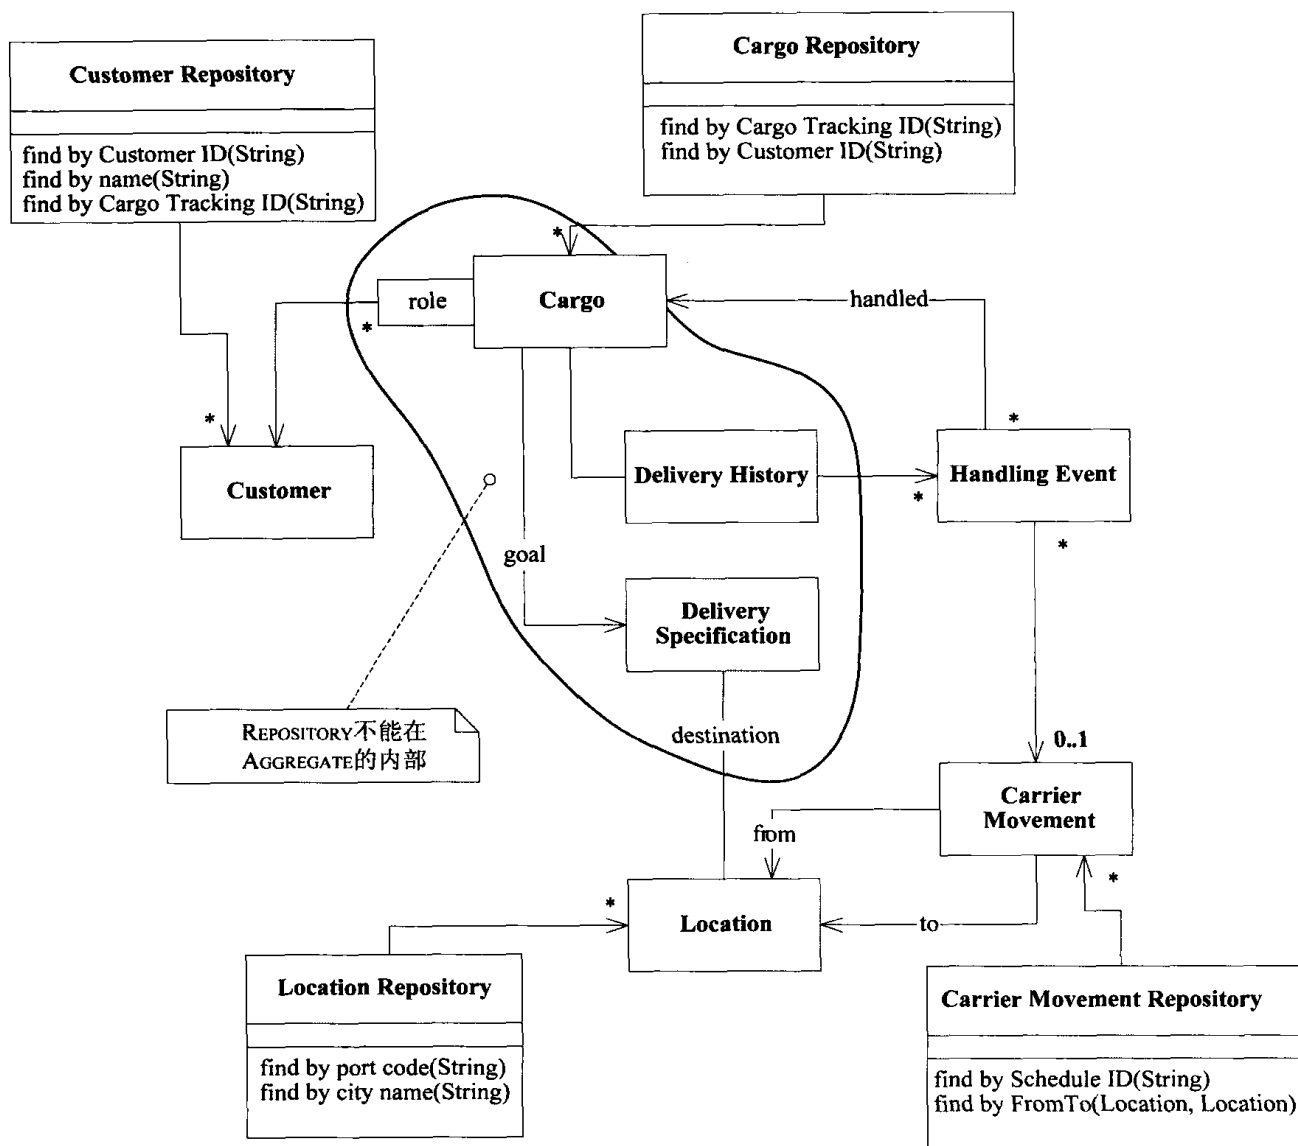 Cargo Repository
Customer Repository
find by Cargo Tracking ID(String)
find by Customer ID(String)
find by Customer ID(String)
find by name(String)
find by Cargo Tracking ID(String)
*
role
Cargo
handled
*
*
*
Customer
Delivery History
Handling Event
*
*
goal
Delivery
Specification
REPOSITORY不能在
AGGREGATE的内部
destination
0..1
Carrier
Movement
from
*
*
Location
to
Location Repository
Carrier Movement Repository
find by port code(String)
find by city name(String)
find by Schedule ID(String)
find by FromTo(Location, Location)